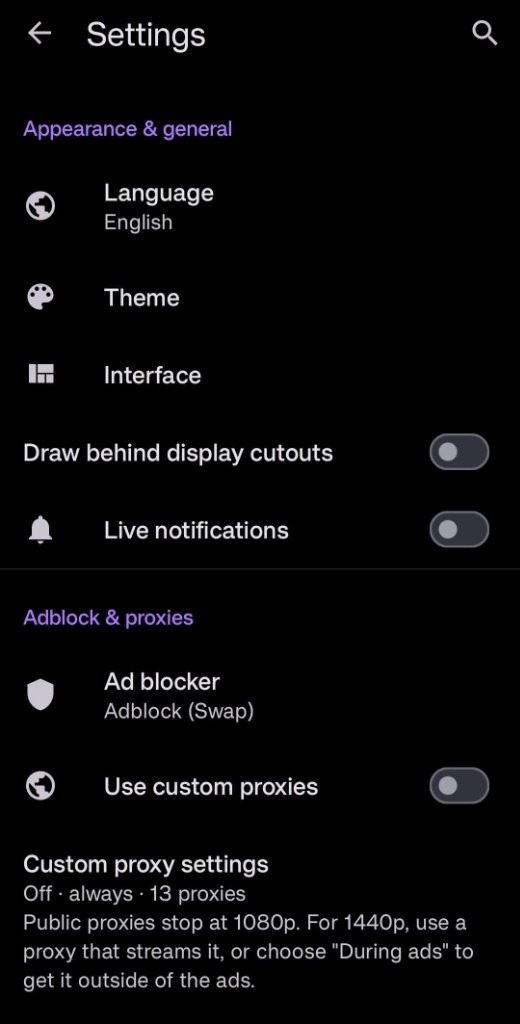 Settings
Appearance & general
Language
English
Theme
Interface
Draw behind display cutouts
Live notifications
Adblock & proxies
Ad blocker
Adblock (Swap)
Use custom proxies
Custom proxy settings
Off · always · 13 proxies
Public proxies stop at 1080p. For 1440p, use a
proxy that streams it, or choose "During ads" to
get it outside of the ads.